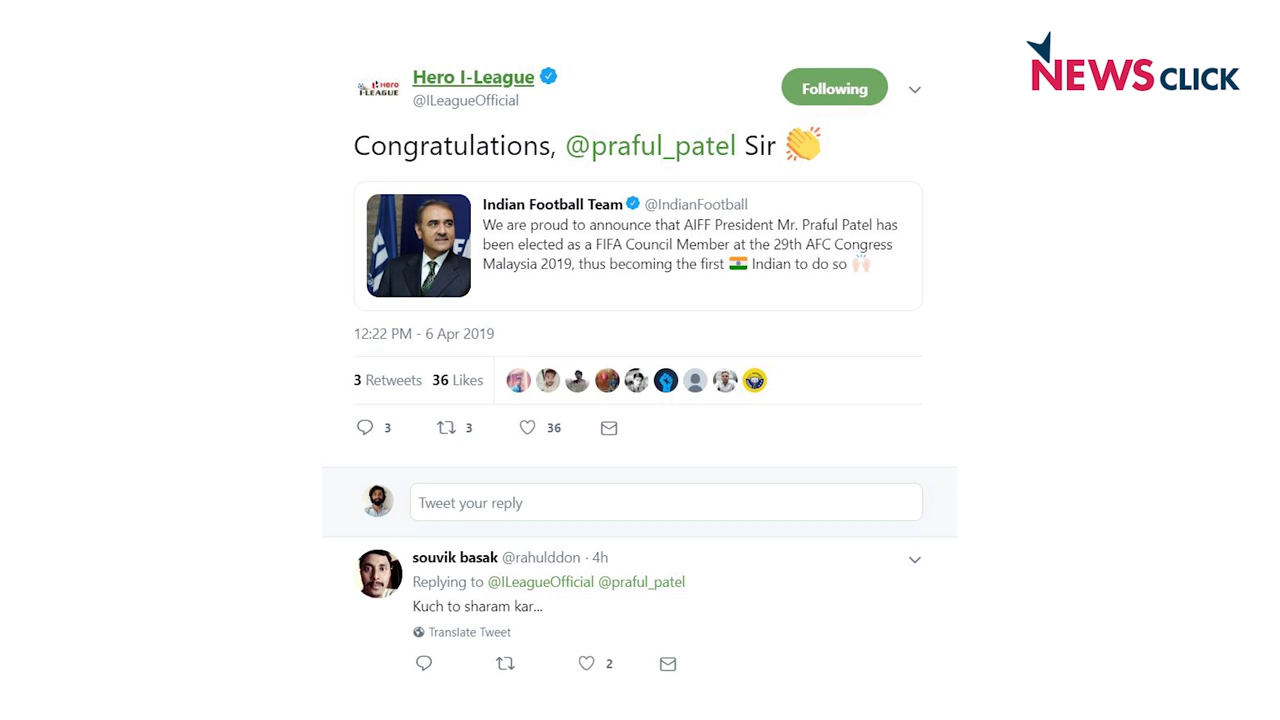 NEWS CLICK
Hero I-League
@ILeagueOfficial
Following
Congratulations, @praful_patel Sir 👏
Indian Football Team @IndianFootball
We are proud to announce that AIFF President Mr. Praful Patel has
been elected as a FIFA Council Member at the 29th AFC Congress
Malaysia 2019, thus becoming the first 🇮🇳 Indian to do so 🙌🏻
12:22 PM - 6 Apr 2019
3 Retweets 36 Likes
3 3 36
Tweet your reply
souvik basak @rahulddon · 4h
Replying to @ILeagueOfficial @praful_patel
Kuch to sharam kar...
Translate Tweet
2